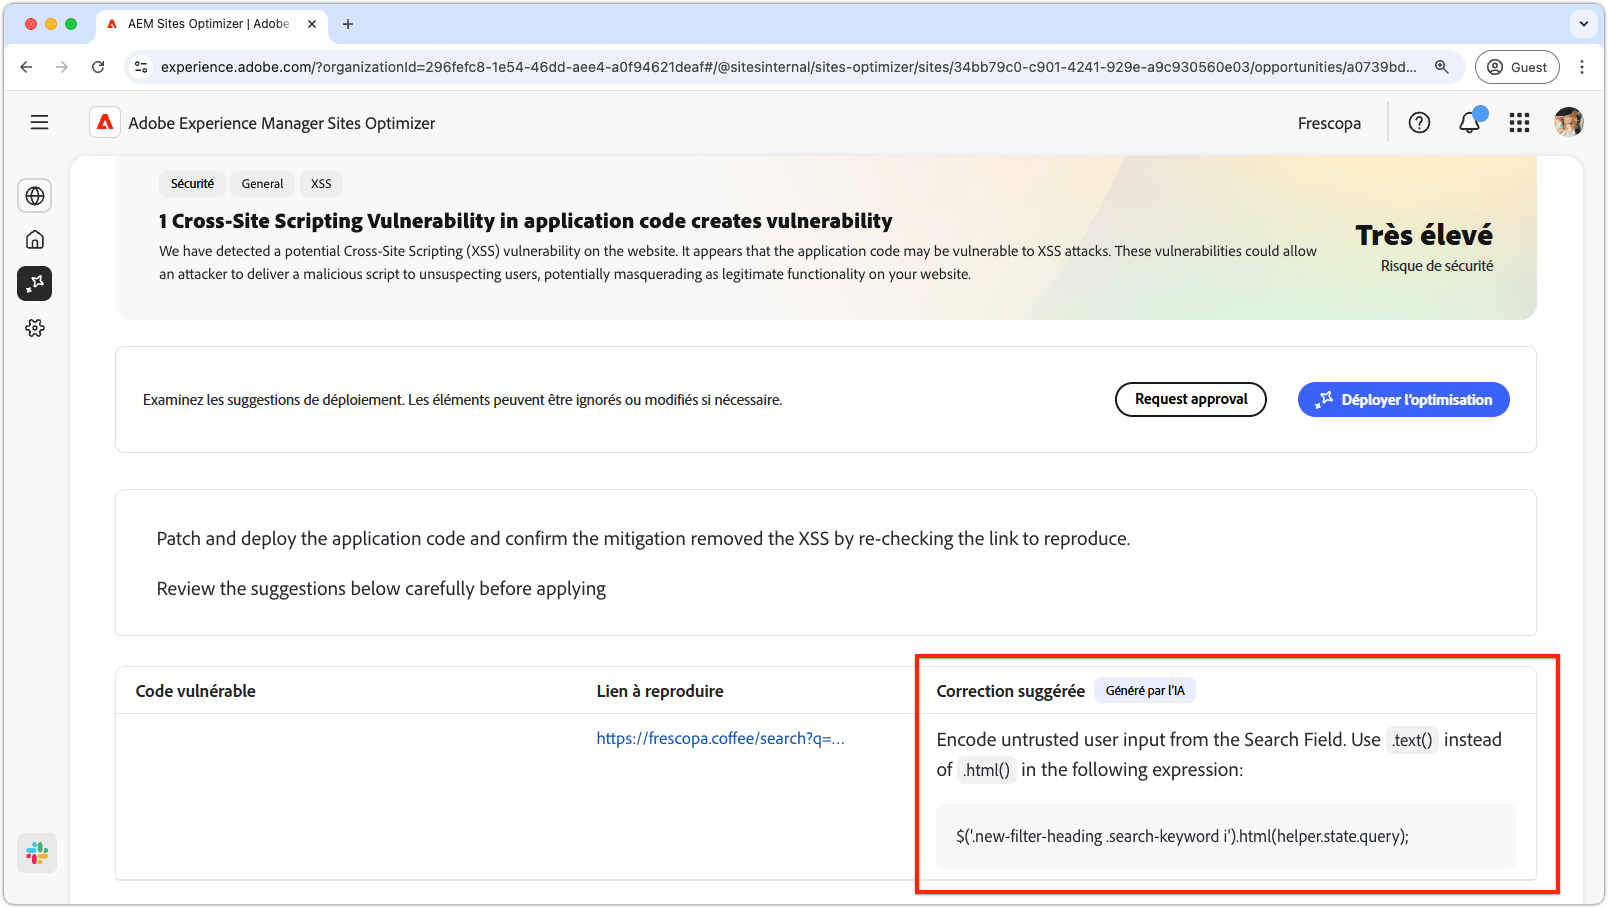 AEM Sites Optimizer | Adobe
experience.adobe.com/?organizationId=296fefc8-1e54-46dd-aee4-a0f94621deaf#/@sitesinternal/sites-optimizer/sites/34bb79c0-c901-4241-929e-a9c930560e03/opportunities/a0739bd...
Guest
Adobe Experience Manager Sites Optimizer
Frescopa
Sécurité
General
XSS
1 Cross-Site Scripting Vulnerability in application code creates vulnerability
We have detected a potential Cross-Site Scripting (XSS) vulnerability on the website. It appears that the application code may be vulnerable to XSS attacks. These vulnerabilities could allow
an attacker to deliver a malicious script to unsuspecting users, potentially masquerading as legitimate functionality on your website.
Très élevé
Risque de sécurité
Examinez les suggestions de déploiement. Les éléments peuvent être ignorés ou modifiés si nécessaire.
Request approval
Déployer l'optimisation
Patch and deploy the application code and confirm the mitigation removed the XSS by re-checking the link to reproduce.
Review the suggestions below carefully before applying
Code vulnérable
Lien à reproduire
Correction suggérée
Généré par l'IA
https://frescopa.coffee/search?q=...
Encode untrusted user input from the Search Field. Use .text() instead
of .html() in the following expression:
$('.new-filter-heading .search-keyword i').html(helper.state.query);